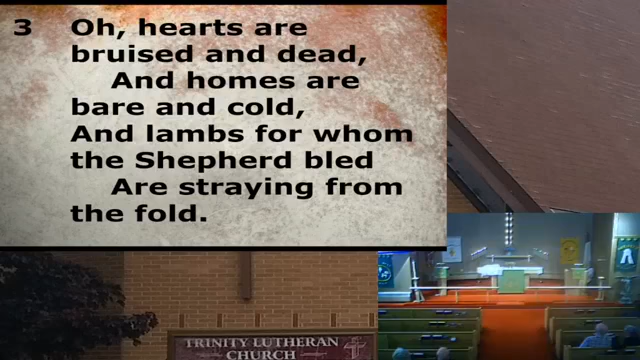 3 Oh, hearts are
bruised and dead,
And homes are
bare and cold,
And lambs for whom
the Shepherd bled
Are straying from
the fold.
TRINITY LUTHERAN
CHURCH